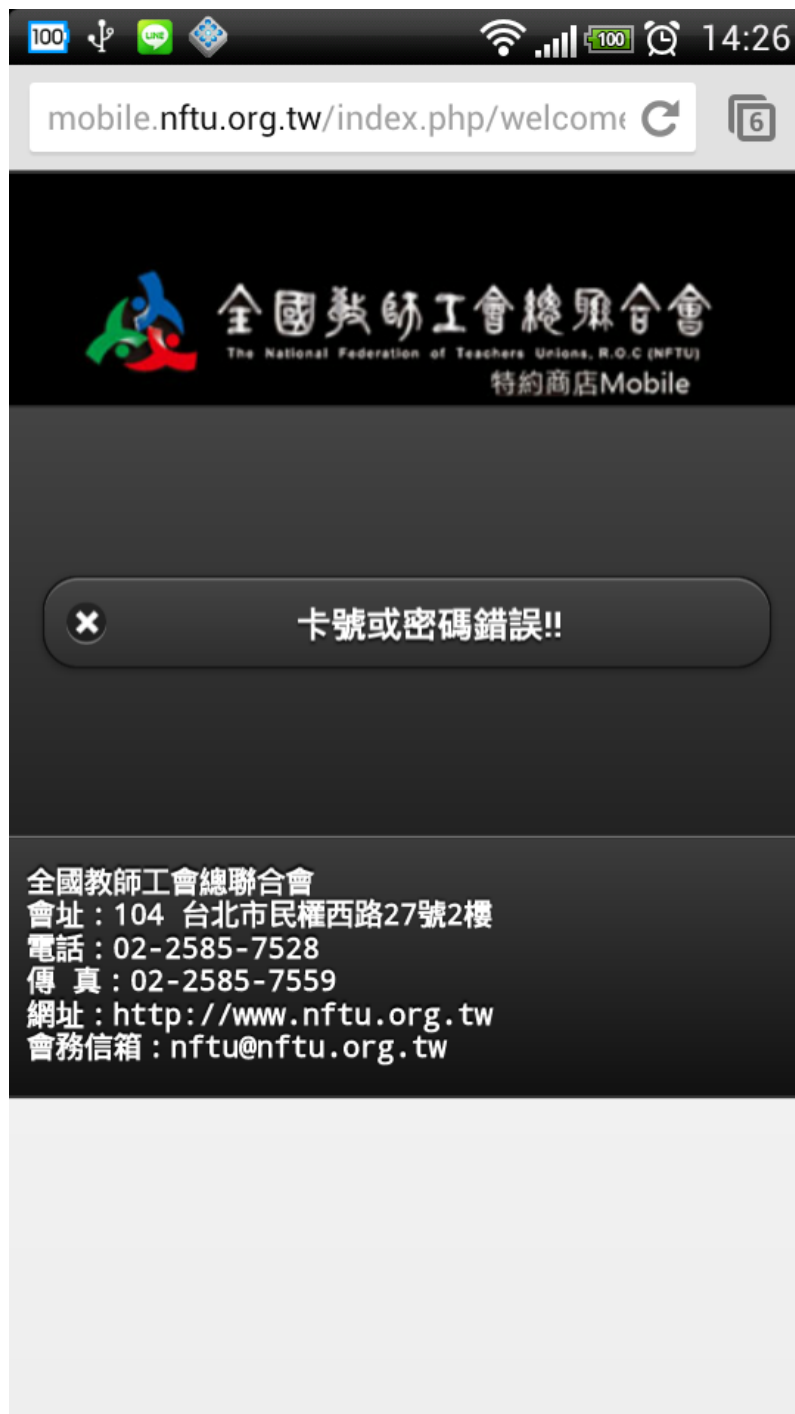 100 LINE 100 14:26
mobile.nftu.org.tw/index.php/welcome 6
全國教師工會總聯合會
The National Federation of Teachers Unions, R.O.C (NFTU)
特約商店Mobile
卡號或密碼錯誤!!
全國教師工會總聯合會
會址：104 台北市民權西路27號2樓
電話：02-2585-7528
傳 真：02-2585-7559
網址：http://www.nftu.org.tw
會務信箱：nftu@nftu.org.tw